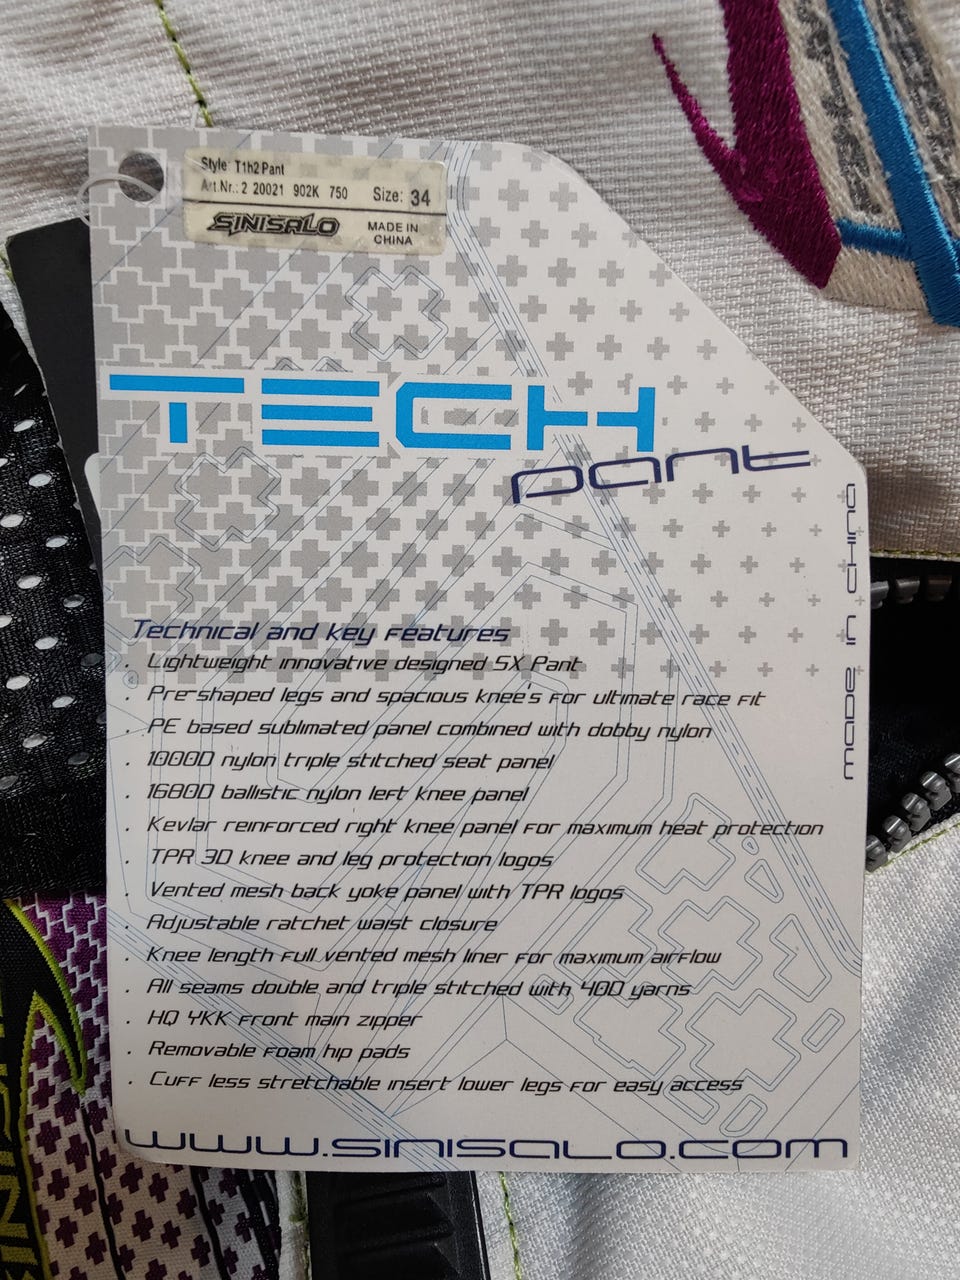 Style: T1h2 Pant
Art.Nr.: 2 20021 902K 750 Size: 34
SINISALO MADE IN CHINA
TECH
pant
made in china
Technical and key features
. Lightweight innovative designed SX Pant
. Pre-shaped legs and spacious knee's for ultimate race fit
. PE based sublimated panel combined with dobby nylon
. 1000D nylon triple stitched seat panel
. 1680D ballistic nylon left knee panel
. Kevlar reinforced right knee panel for maximum heat protection
. TPR 3D knee and leg protection logos
. Vented mesh back yoke panel with TPR logos
. Adjustable ratchet waist closure
. Knee length full vented mesh liner for maximum airflow
. All seams double and triple stitched with 40D yarns
. HQ YKK front main zipper
. Removable foam hip pads
. Cuff less stretchable insert lower legs for easy access
www.sinisalo.com